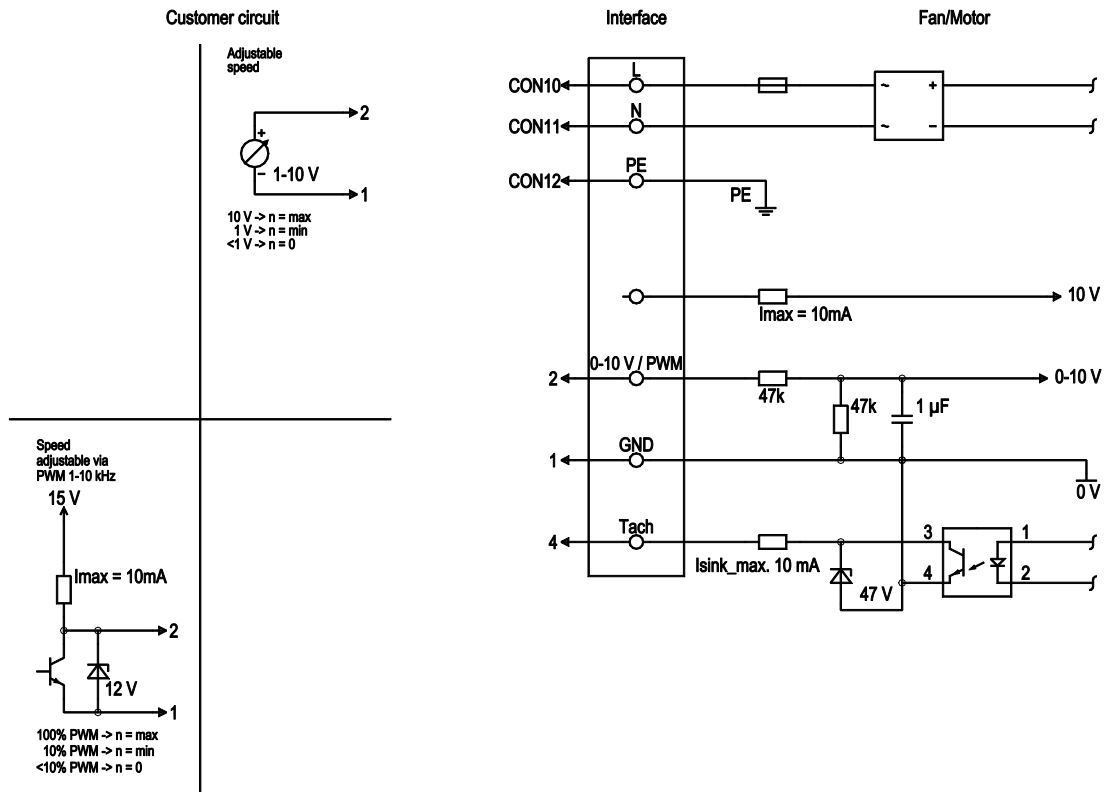 Customer circuit
Interface
Fan/Motor
Adjustable
speed
2
+
− 1-10 V
1
10 V -> n = max
1 V -> n = min
<1 V -> n = 0
Speed
adjustable via
PWM 1-10 kHz
15 V
Imax = 10mA
2
12 V
1
100% PWM -> n = max
10% PWM -> n = min
<10% PWM -> n = 0
L
CON10
~ +
N
CON11
~ −
PE
CON12
PE
10 V
Imax = 10mA
0-10 V / PWM
2
0-10 V
47k
47k
1 µF
GND
1
0 V
Tach
4
3
1
Isink_max. 10 mA
4
2
47 V